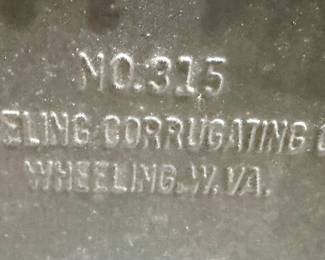 NO. 315
ELING CORRUGATING
WHEELING, W. VA.